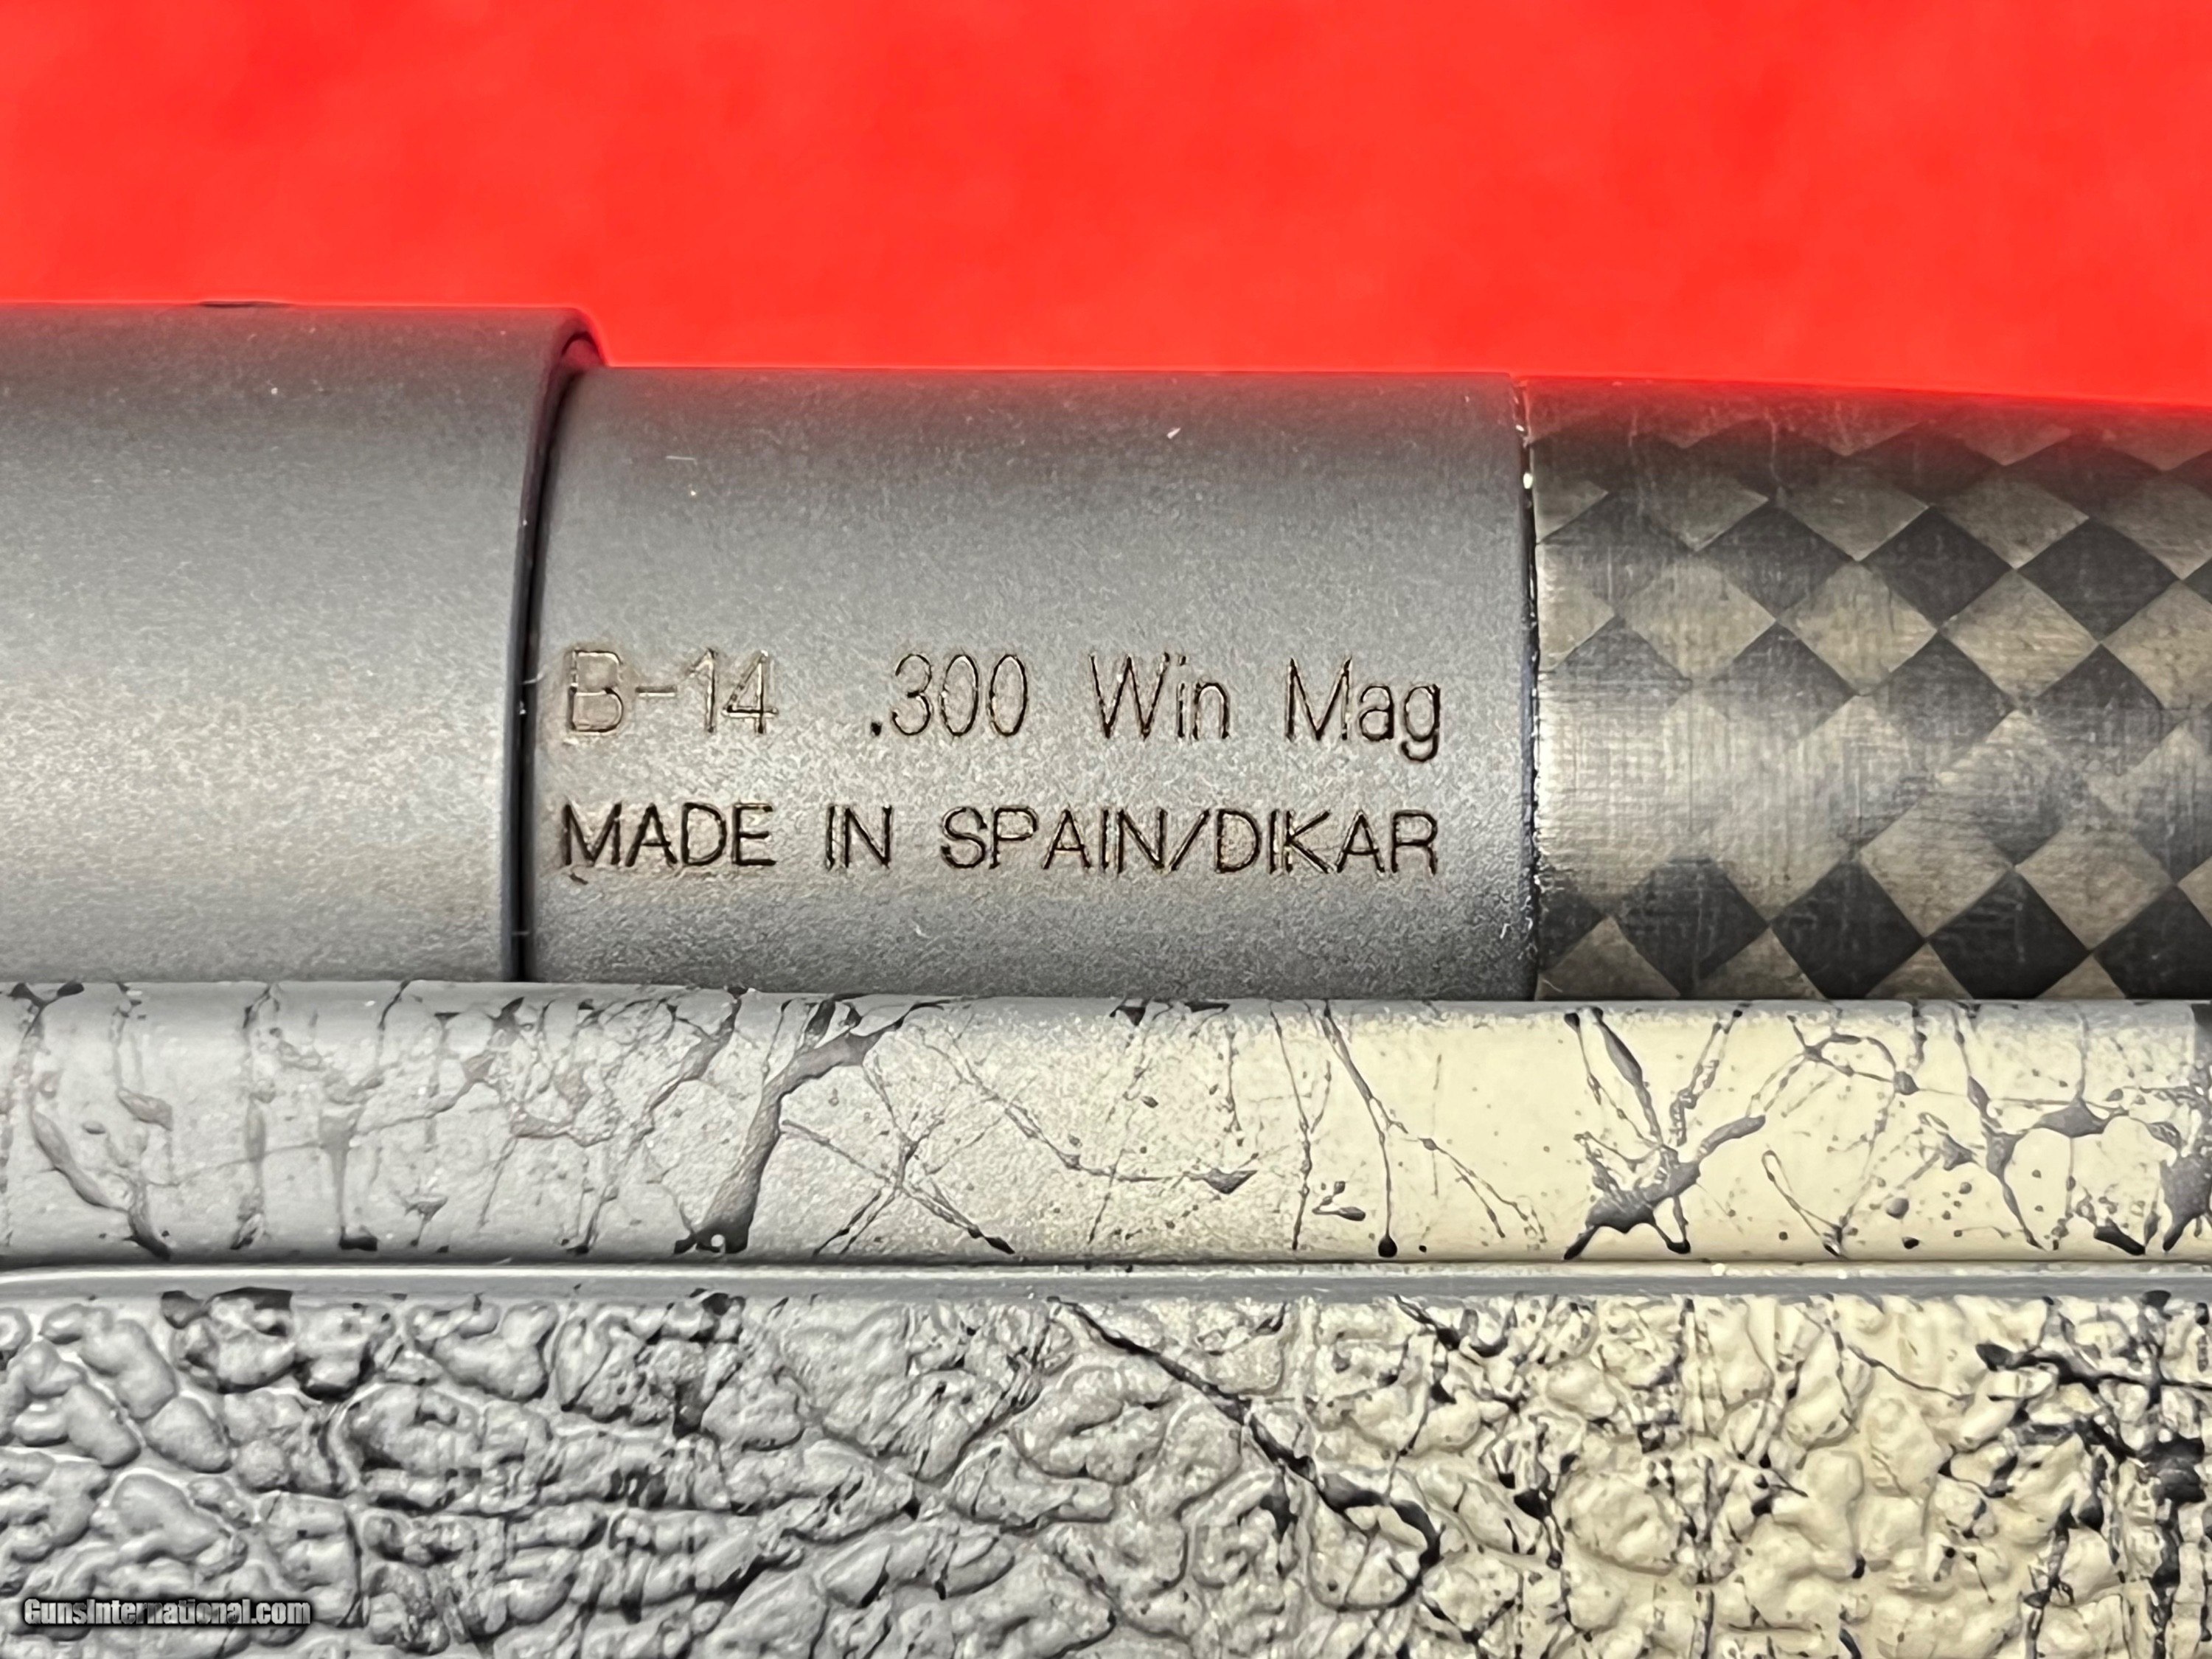 B-14 .300 Win Mag
MADE IN SPAIN/DIKAR
GunsInternational.com